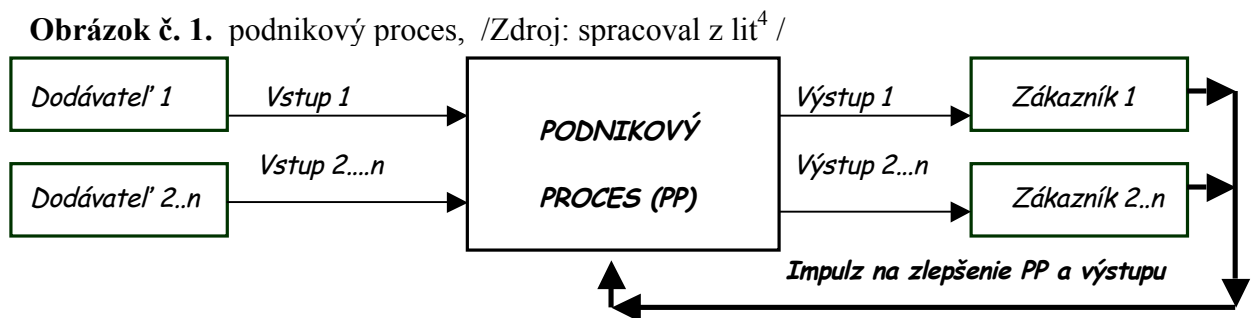 Obrázok č. 1. podnikový proces, /Zdroj: spracoval z lit⁴ /
Dodávateľ 1
Vstup 1
PODNIKOVÝ
PROCES (PP)
Výstup 1
Zákazník 1
Dodávateľ 2..n
Vstup 2....n
Výstup 2...n
Zákazník 2..n
Impulz na zlepšenie PP a výstupu